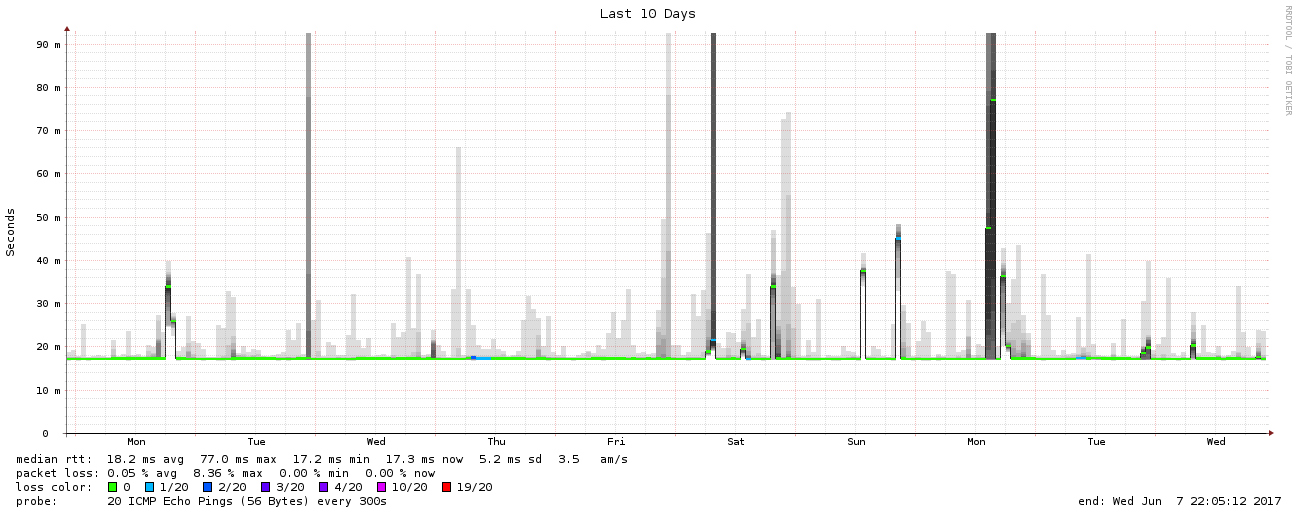 Last 10 Days
RRDTOOL / TOBI OETIKER
Seconds
90 m
80 m
70 m
60 m
50 m
40 m
30 m
20 m
10 m
0
Mon Tue Wed Thu Fri Sat Sun Mon Tue Wed
median rtt: 18.2 ms avg 77.0 ms max 17.2 ms min 17.3 ms now 5.2 ms sd 3.5 am/s
packet loss: 0.05 % avg 8.36 % max 0.00 % min 0.00 % now
loss color: 0 1/20 2/20 3/20 4/20 10/20 19/20
probe: 20 ICMP Echo Pings (56 Bytes) every 300s
end: Wed Jun 7 22:05:12 2017